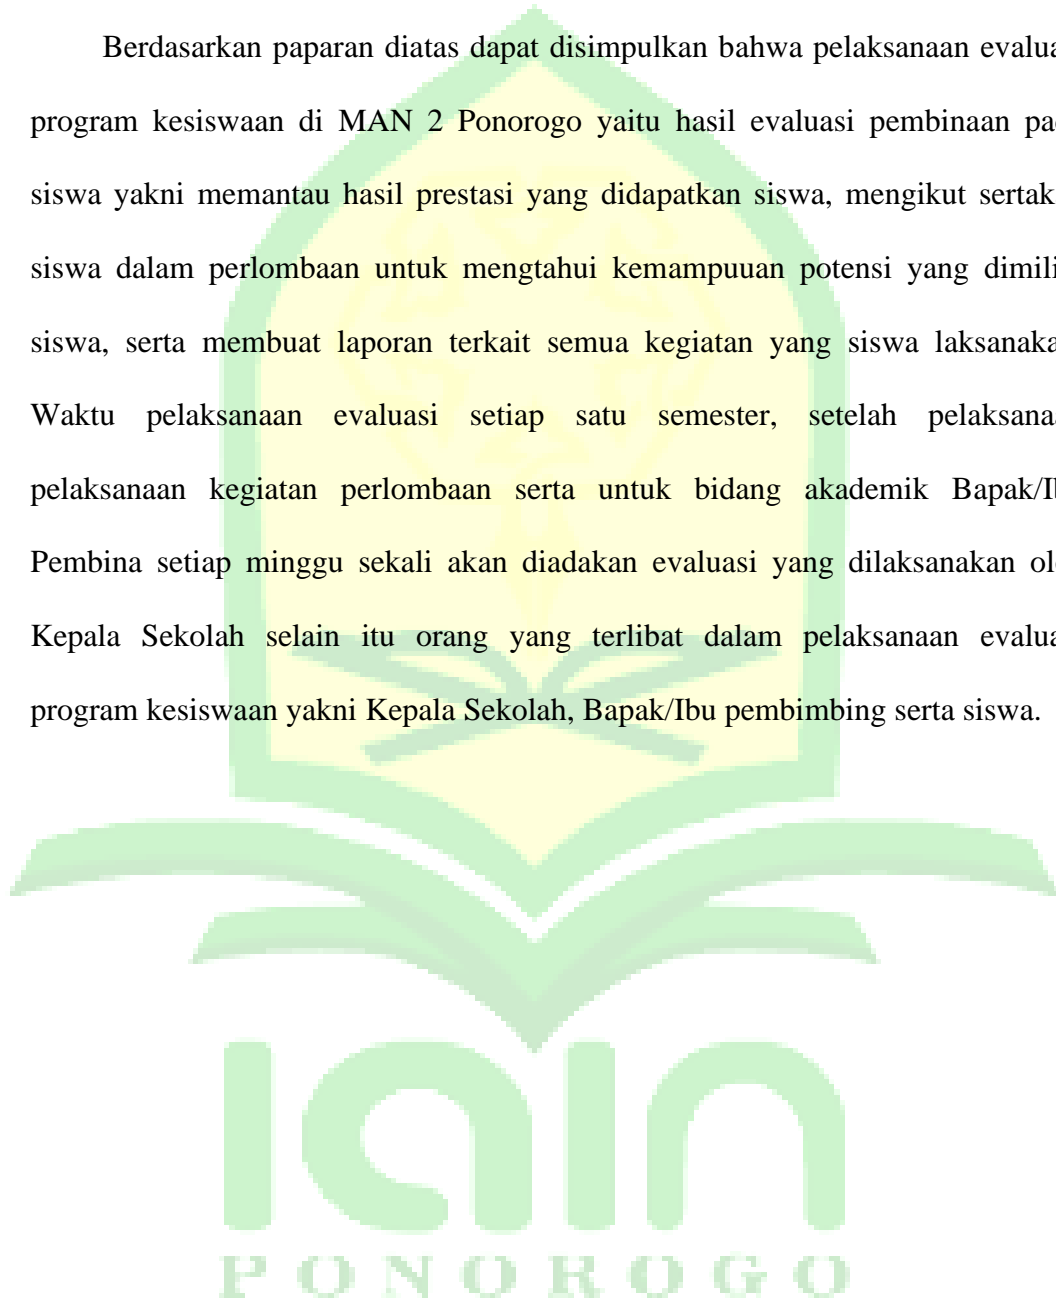 Berdasarkan paparan diatas dapat disimpulkan bahwa pelaksanaan evalua
program kesiswaan di MAN 2 Ponorogo yaitu hasil evaluasi pembinaan pa
siswa yakni memantau hasil prestasi yang didapatkan siswa, mengikut sertak
siswa dalam perlombaan untuk mengtahui kemampuuan potensi yang dimili
siswa, serta membuat laporan terkait semua kegiatan yang siswa laksanaka
Waktu pelaksanaan evaluasi setiap satu semester, setelah pelaksana
pelaksanaan kegiatan perlombaan serta untuk bidang akademik Bapak/I
Pembina setiap minggu sekali akan diadakan evaluasi yang dilaksanakan ol
Kepala Sekolah selain itu orang yang terlibat dalam pelaksanaan evalua
program kesiswaan yakni Kepala Sekolah, Bapak/Ibu pembimbing serta siswa.
iain
PONOROGO